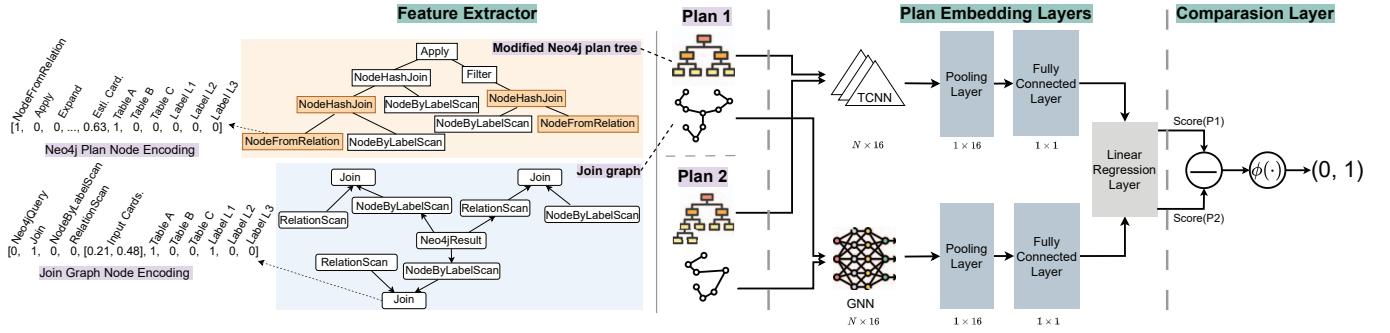 Feature Extractor
Plan 1
Plan Embedding Layers
Comparasion Layer
NodeFromRelation
Apply
Expand
Esti. Card.
Table A
Table B
Table C
Label L1
Label L2
Label L3
[1, 0, 0, ..., 0.63, 1, 0, 0, 0, 0, 0]
Neo4j Plan Node Encoding
Modified Neo4j plan tree
Apply
NodeHashJoin
Filter
NodeHashJoin
NodeByLabelScan
NodeHashJoin
NodeFromRelation
NodeByLabelScan
NodeByLabelScan
NodeFromRelation
Neo4jQuery
Join
NodeByLabelScan
RelationScan
Input Cards.
Table A
Table B
Table C
Label L1
Label L2
Label L3
[0, 1, 0, 0, [0.21, 0.48], 1, 0, 0, 1, 0, 0]
Join Graph Node Encoding
Join graph
Join
Join
NodeByLabelScan
RelationScan
RelationScan
NodeByLabelScan
Neo4jResult
RelationScan
NodeByLabelScan
Join
Plan 2
TCNN
N × 16
Pooling
Layer
1 × 16
Fully
Connected
Layer
1 × 1
GNN
N × 16
Pooling
Layer
1 × 16
Fully
Connected
Layer
1 × 1
Linear
Regression
Layer
Score(P1)
Score(P2)
—
ϕ(·)
(0, 1)